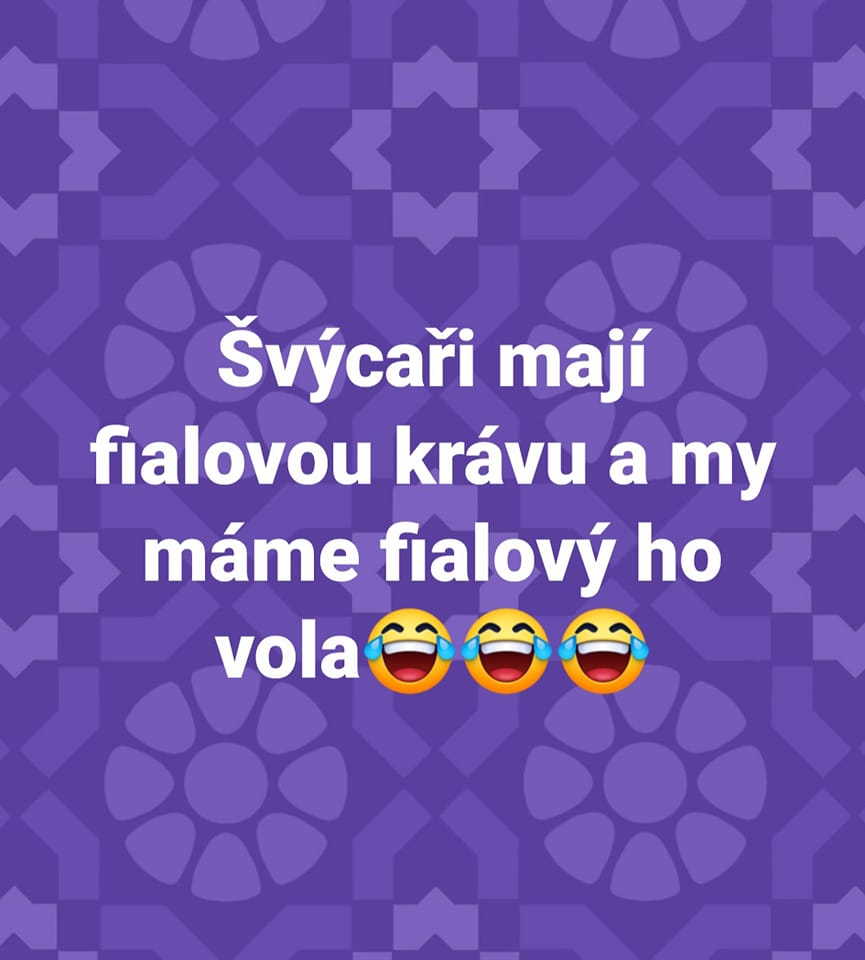 Švýcaři mají
fialovou krávu a my
máme fialový ho
vola😂😂😂